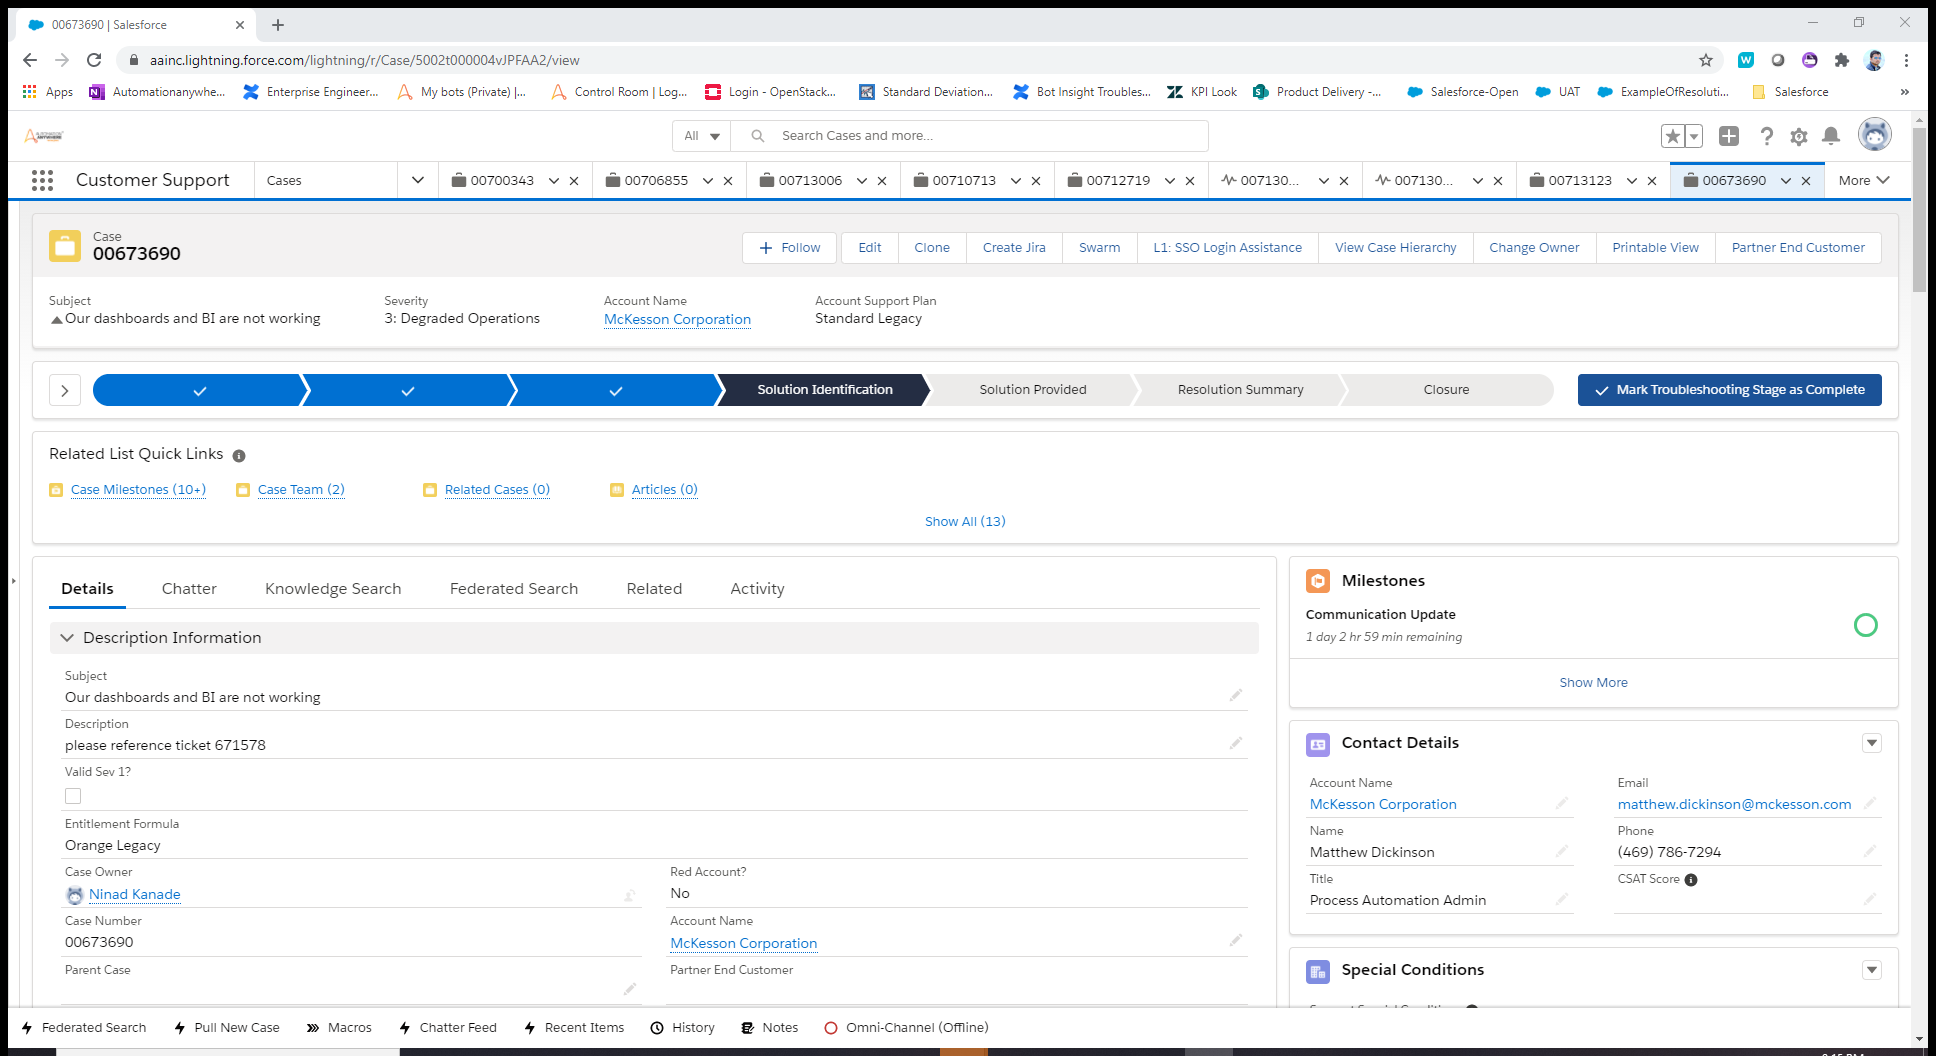 00673690 | Salesforce
aainc.lightning.force.com/lightning/r/Case/5002t000004vJPFAA2/view
Apps Automationanywhe... Enterprise Engineer... My bots (Private) |... Control Room | Log... Login - OpenStack... Standard Deviation... Bot Insight Troubles... KPI Look Product Delivery -... Salesforce-Open UAT ExampleOfResoluti... Salesforce »
All Search Cases and more...
Customer Support Cases 00700343 00706855 00713006 00710713 00712719 007130... 007130... 00713123 00673690 More
Case
00673690
Follow Edit Clone Create Jira Swarm L1: SSO Login Assistance View Case Hierarchy Change Owner Printable View Partner End Customer
Subject Severity Account Name Account Support Plan
Our dashboards and BI are not working 3: Degraded Operations McKesson Corporation Standard Legacy
Solution Identification Solution Provided Resolution Summary Closure Mark Troubleshooting Stage as Complete
Related List Quick Links
Case Milestones (10+) Case Team (2) Related Cases (0) Articles (0)
Show All (13)
Details Chatter Knowledge Search Federated Search Related Activity
Description Information
Subject
Our dashboards and BI are not working
Description
please reference ticket 671578
Valid Sev 1?
Entitlement Formula
Orange Legacy
Case Owner Red Account?
Ninad Kanade No
Case Number Account Name
00673690 McKesson Corporation
Parent Case Partner End Customer
Milestones
Communication Update
1 day 2 hr 59 min remaining
Show More
Contact Details
Account Name Email
McKesson Corporation matthew.dickinson@mckesson.com
Name Phone
Matthew Dickinson (469) 786-7294
Title CSAT Score
Process Automation Admin
Special Conditions
Federated Search Pull New Case Macros Chatter Feed Recent Items History Notes Omni-Channel (Offline)